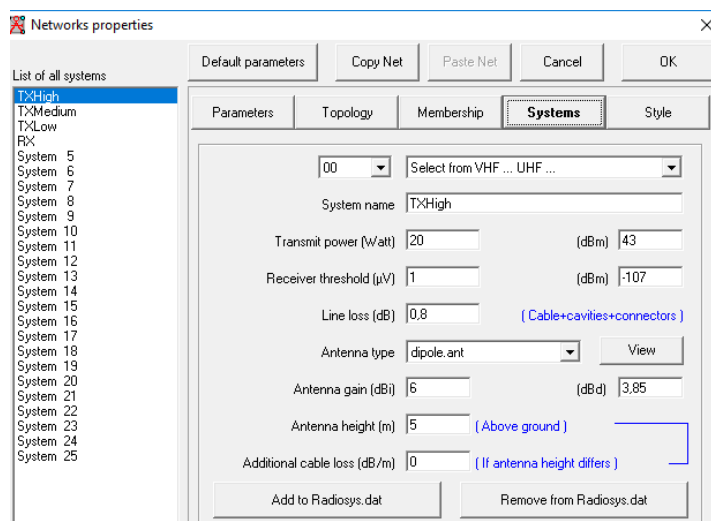 Networks properties
Default parameters Copy Net Paste Net Cancel OK
List of all systems
TXHigh
TXMedium
TXLow
RX
System 5
System 6
System 7
System 8
System 9
System 10
System 11
System 12
System 13
System 14
System 15
System 16
System 17
System 18
System 19
System 20
System 21
System 22
System 23
System 24
System 25
Parameters Topology Membership Systems Style
00 Select from VHF ... UHF ...
System name TXHigh
Transmit power (Watt) 20 (dBm) 43
Receiver threshold (µV) 1 (dBm) -107
Line loss (dB) 0,8 ( Cable+cavities+connectors )
Antenna type dipole.ant View
Antenna gain (dBi) 6 (dBd) 3,85
Antenna height (m) 5 ( Above ground )
Additional cable loss (dB/m) 0 ( If antenna height differs )
Add to Radiosys.dat Remove from Radiosys.dat